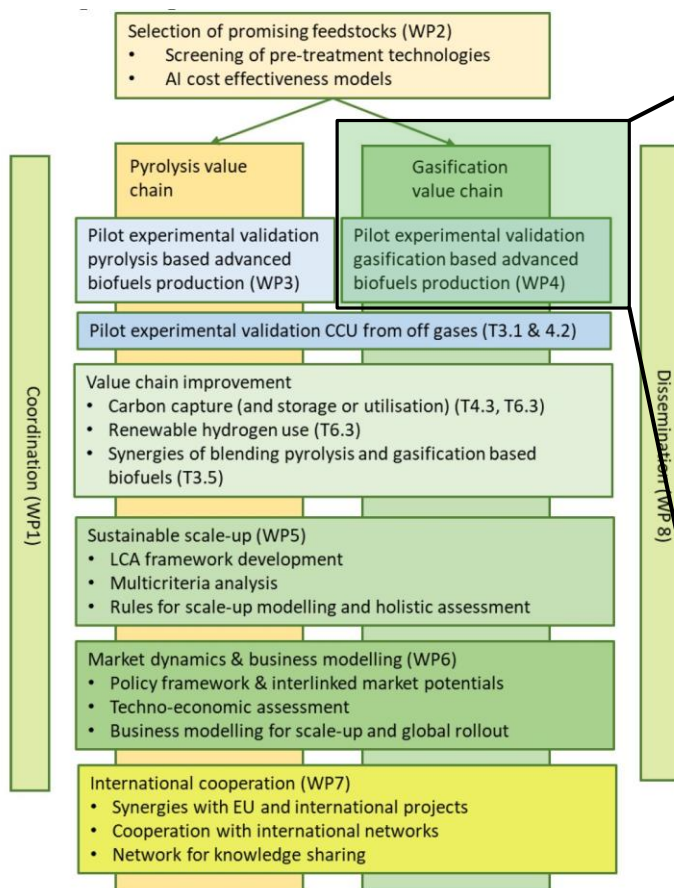 Selection of promising feedstocks (WP2)
• Screening of pre-treatment technologies
• AI cost effectiveness models
Pyrolysis value
chain
Gasification
value chain
Pilot experimental validation
pyrolysis based advanced
biofuels production (WP3)
Pilot experimental validation
gasification based advanced
biofuels production (WP4)
Pilot experimental validation CCU from off gases (T3.1 & 4.2)
Value chain improvement
• Carbon capture (and storage or utilisation) (T4.3, T6.3)
• Renewable hydrogen use (T6.3)
• Synergies of blending pyrolysis and gasification based
biofuels (T3.5)
Coordination (WP1)
Dissemination (WP 8)
Sustainable scale-up (WP5)
• LCA framework development
• Multicriteria analysis
• Rules for scale-up modelling and holistic assessment
Market dynamics & business modelling (WP6)
• Policy framework & interlinked market potentials
• Techno-economic assessment
• Business modelling for scale-up and global rollout
International cooperation (WP7)
• Synergies with EU and international projects
• Cooperation with international networks
• Network for knowledge sharing